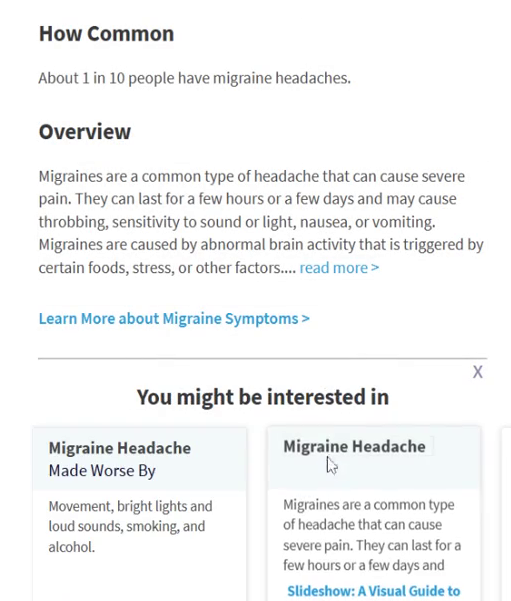 How Common
About 1 in 10 people have migraine headaches.
Overview
Migraines are a common type of headache that can cause severe
pain. They can last for a few hours or a few days and may cause
throbbing, sensitivity to sound or light, nausea, or vomiting.
Migraines are caused by abnormal brain activity that is triggered by
certain foods, stress, or other factors.... read more >
Learn More about Migraine Symptoms >
X
You might be interested in
Migraine Headache
Made Worse By
Movement, bright lights and
loud sounds, smoking, and
alcohol.
Migraine Headache
Migraines are a common type
of headache that can cause
severe pain. They can last for a
few hours or a few days and
Slideshow: A Visual Guide to